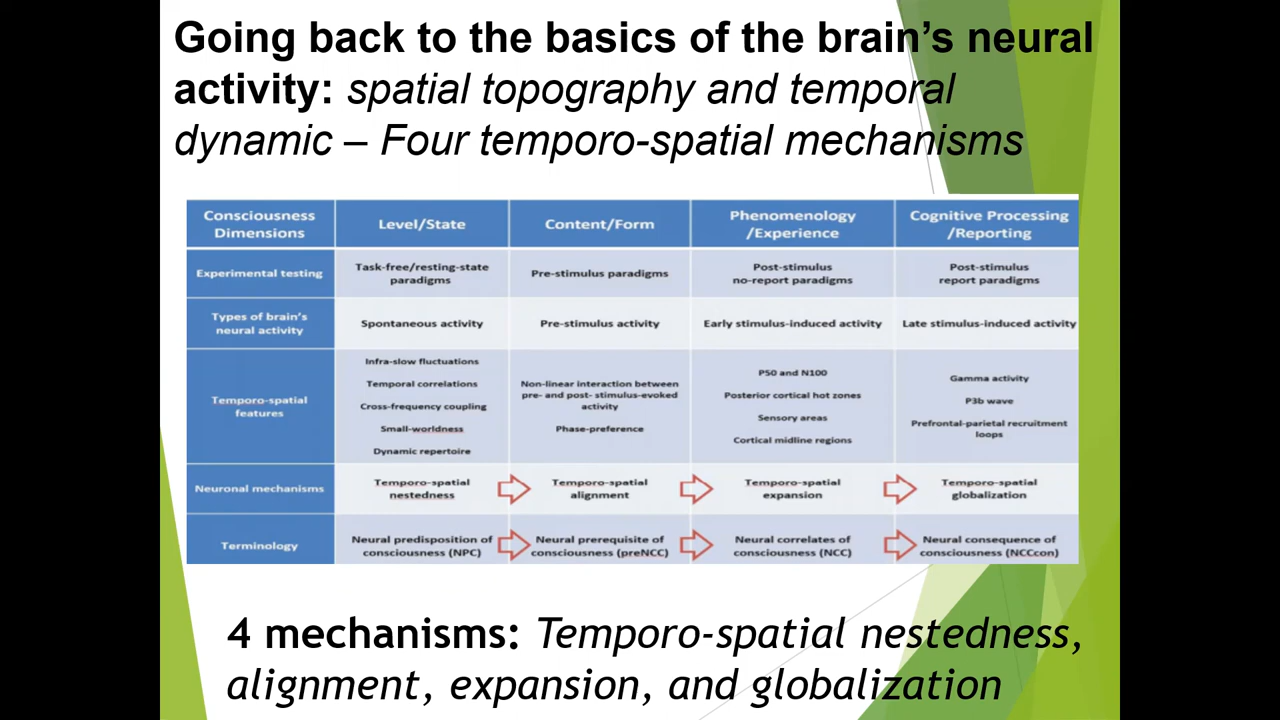 Going back to the basics of the brain's neural
activity: spatial topography and temporal
dynamic – Four temporo-spatial mechanisms
Consciousness
Dimensions
Level/State
Content/Form
Phenomenology
/Experience
Cognitive Processing
/Reporting
Experimental testing
Task-free/resting-state
paradigms
Pre-stimulus paradigms
Post-stimulus
no-report paradigms
Post-stimulus
report paradigms
Types of brain's
neural activity
Spontaneous activity
Pre-stimulus activity
Early stimulus-induced activity
Late stimulus-induced activity
Temporo-spatial
features
Infra-slow fluctuations
Temporal correlations
Cross-frequency coupling
Small-worldness
Dynamic repertoire
Non-linear interaction between
pre- and post- stimulus-evoked
activity
Phase-preference
P50 and N100
Posterior cortical hot zones
Sensory areas
Cortical midline regions
Gamma activity
P3b wave
Prefrontal-parietal recruitment
loops
Neuronal mechanisms
Temporo-spatial
nestedness
Temporo-spatial
alignment
Temporo-spatial
expansion
Temporo-spatial
globalization
Terminology
Neural predisposition of
consciousness (NPC)
Neural prerequisite of
consciousness (preNCC)
Neural correlates of
consciousness (NCC)
Neural consequence of
consciousness (NCCcon)
4 mechanisms: Temporo-spatial nestedness,
alignment, expansion, and globalization